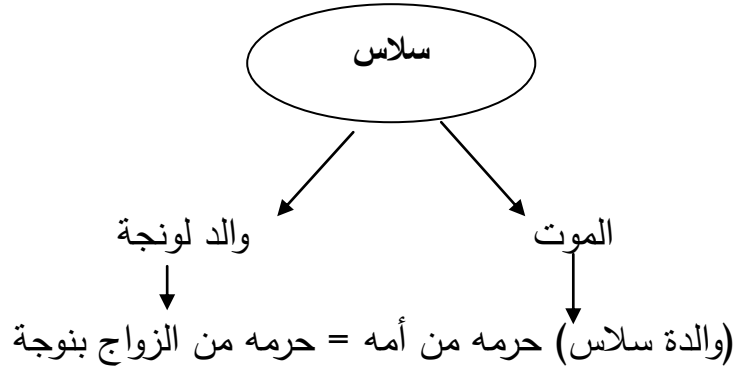 سلاس
الموت
والد لونجة
(والدة سلاس) حرمه من أمه = حرمه من الزواج بنوجة